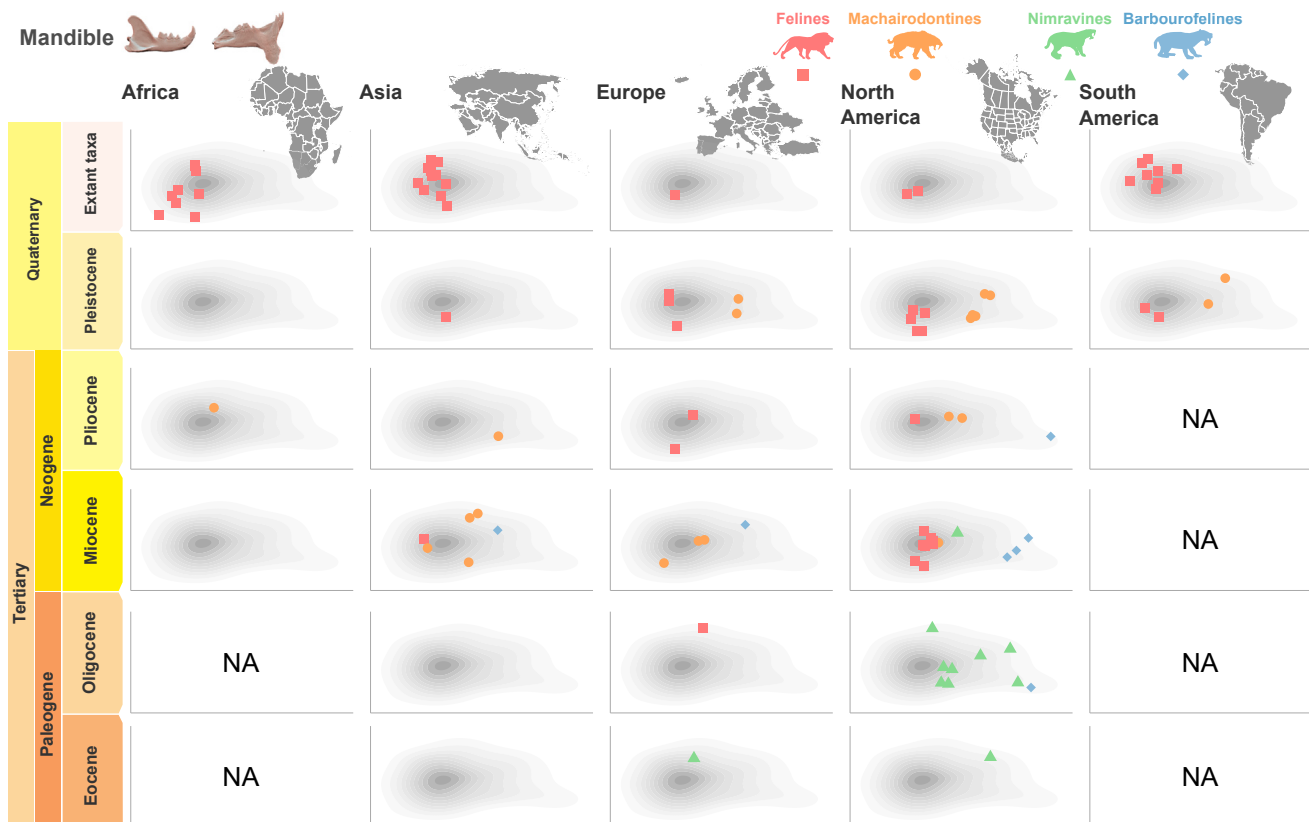 Felines Machairodontines Nimravines Barbourofelines
Mandible
Africa Asia Europe North America South America
Quaternary
Extant taxa
Pleistocene
Tertiary
Neogene
Pliocene
NA
Miocene
NA
Paleogene
Oligocene
NA NA
Eocene
NA NA